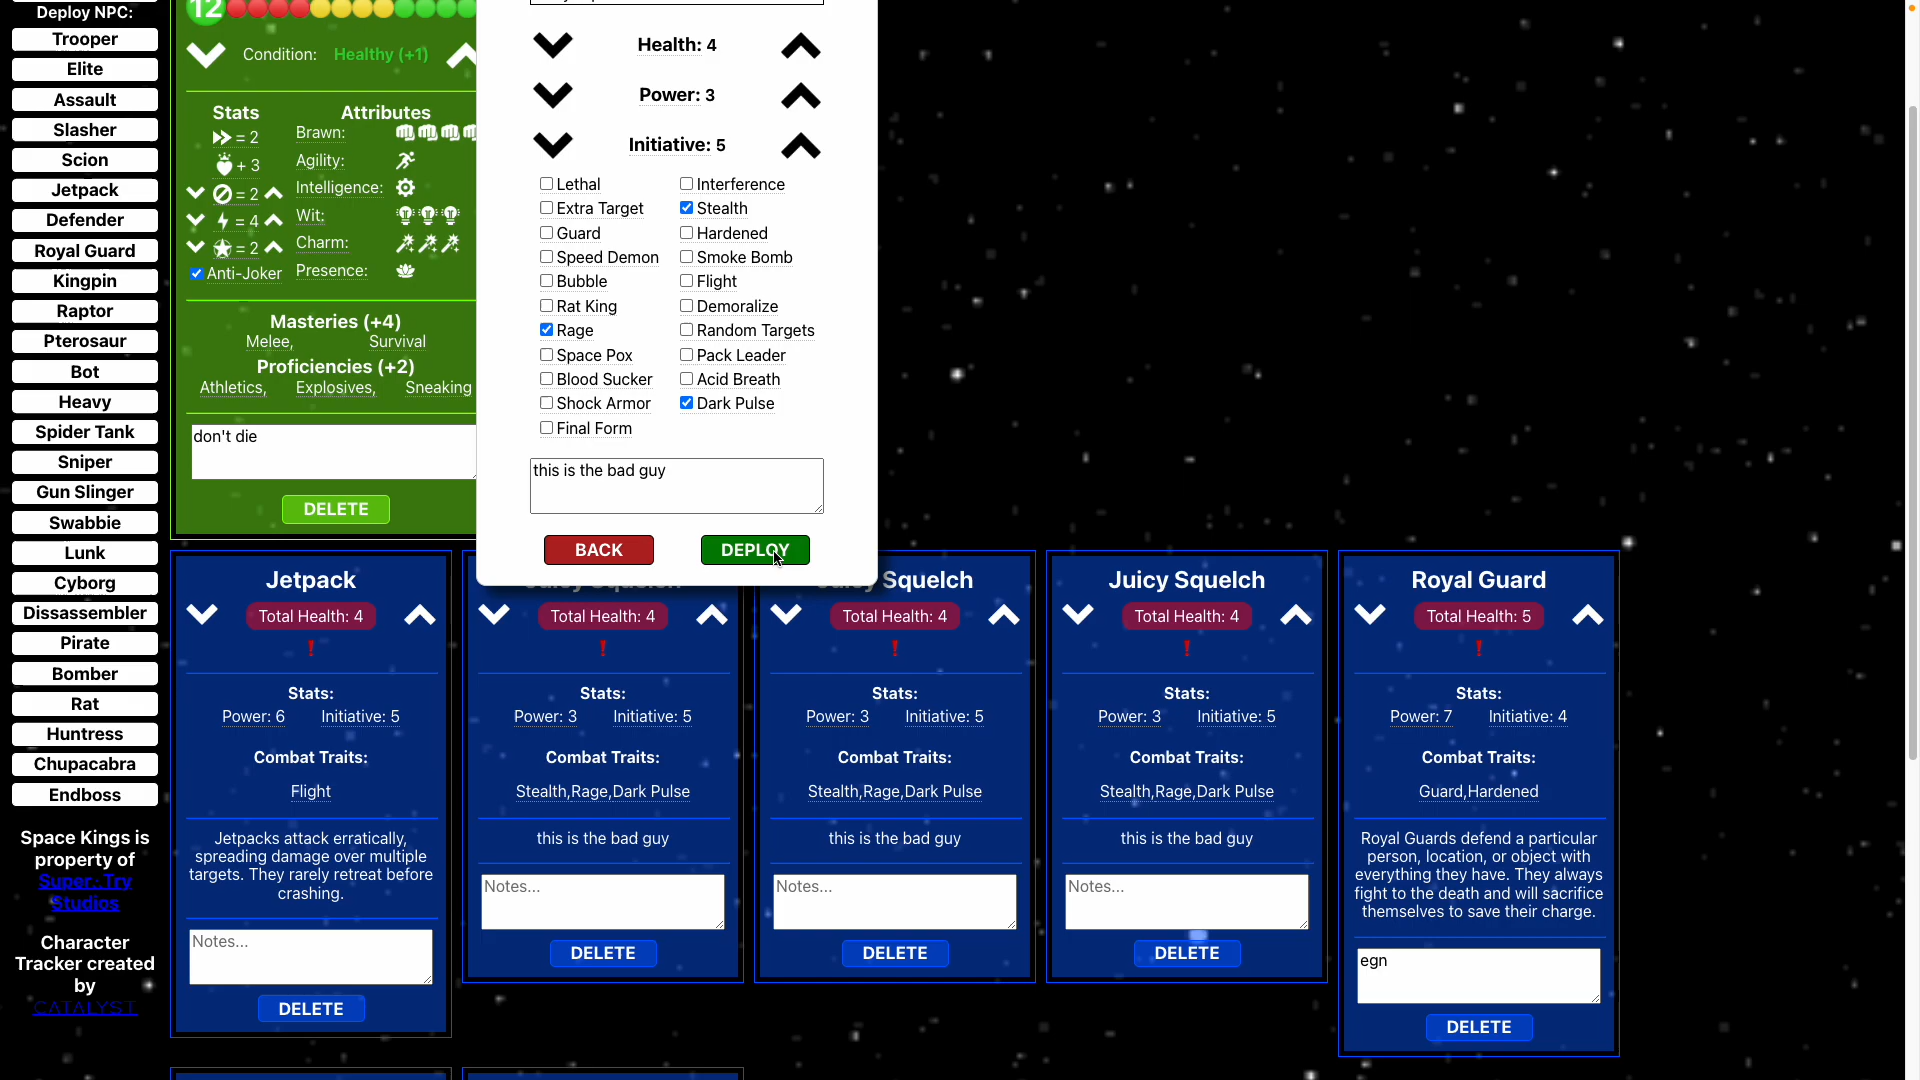 Deploy NPC:
Trooper
Elite
Assault
Slasher
Scion
Jetpack
Defender
Royal Guard
Kingpin
Raptor
Pterosaur
Bot
Heavy
Spider Tank
Sniper
Gun Slinger
Swabbie
Lunk
Cyborg
Dissassembler
Pirate
Bomber
Rat
Huntress
Chupacabra
Endboss
Space Kings is
property of
Super Try
Studios
Character
Tracker created
by
CATALYST
12
Condition: Healthy (+1)
Stats
= 2
+ 3
= 2
= 4
= 2
Anti-Joker
Attributes
Brawn:
Agility:
Intelligence:
Wit:
Charm:
Presence:
Masteries (+4)
Melee, Survival
Proficiencies (+2)
Athletics, Explosives, Sneaking
don't die
DELETE
Health: 4
Power: 3
Initiative: 5
Lethal Interference
Extra Target Stealth
Guard Hardened
Speed Demon Smoke Bomb
Bubble Flight
Rat King Demoralize
Rage Random Targets
Space Pox Pack Leader
Blood Sucker Acid Breath
Shock Armor Dark Pulse
Final Form
this is the bad guy
BACK DEPLOY
Jetpack
Total Health: 4
!
Stats:
Power: 6 Initiative: 5
Combat Traits:
Flight
Jetpacks attack erratically,
spreading damage over multiple
targets. They rarely retreat before
crashing.
Notes...
DELETE
Juicy Squelch
Total Health: 4
!
Stats:
Power: 3 Initiative: 5
Combat Traits:
Stealth,Rage,Dark Pulse
this is the bad guy
Notes...
DELETE
Squelch
Total Health: 4
!
Stats:
Power: 3 Initiative: 5
Combat Traits:
Stealth,Rage,Dark Pulse
this is the bad guy
Notes...
DELETE
Juicy Squelch
Total Health: 4
!
Stats:
Power: 3 Initiative: 5
Combat Traits:
Stealth,Rage,Dark Pulse
this is the bad guy
Notes...
DELETE
Royal Guard
Total Health: 5
!
Stats:
Power: 7 Initiative: 4
Combat Traits:
Guard,Hardened
Royal Guards defend a particular
person, location, or object with
everything they have. They always
fight to the death and will sacrifice
themselves to save their charge.
egn
DELETE